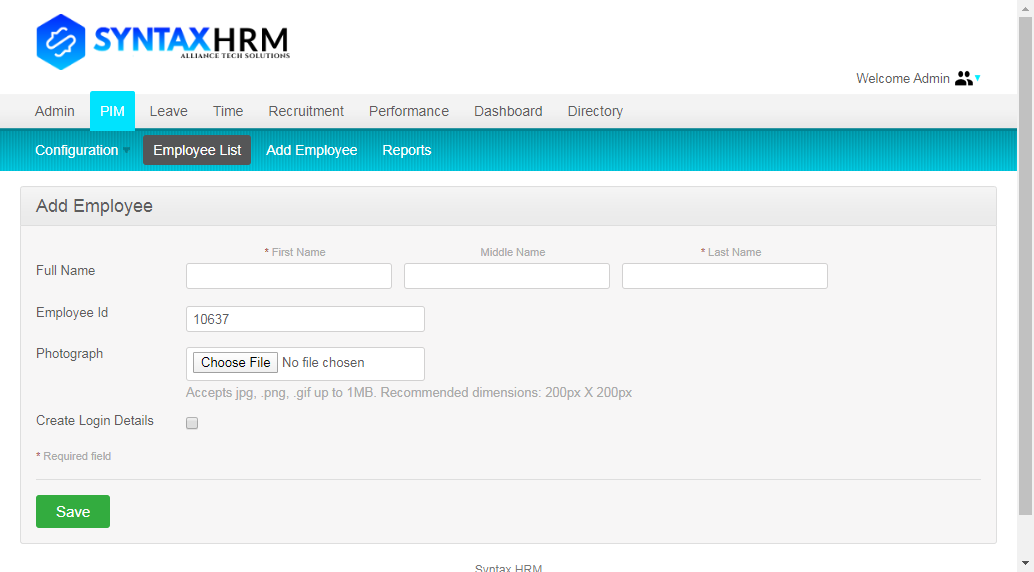 SYNTAXHRM
ALLIANCE TECH SOLUTIONS
Welcome Admin
Admin PIM Leave Time Recruitment Performance Dashboard Directory
Configuration Employee List Add Employee Reports
Add Employee
* First Name Middle Name * Last Name
Full Name
Employee Id 10637
Photograph Choose File No file chosen
Accepts jpg, .png, .gif up to 1MB. Recommended dimensions: 200px X 200px
Create Login Details
* Required field
Save
Syntax HRM